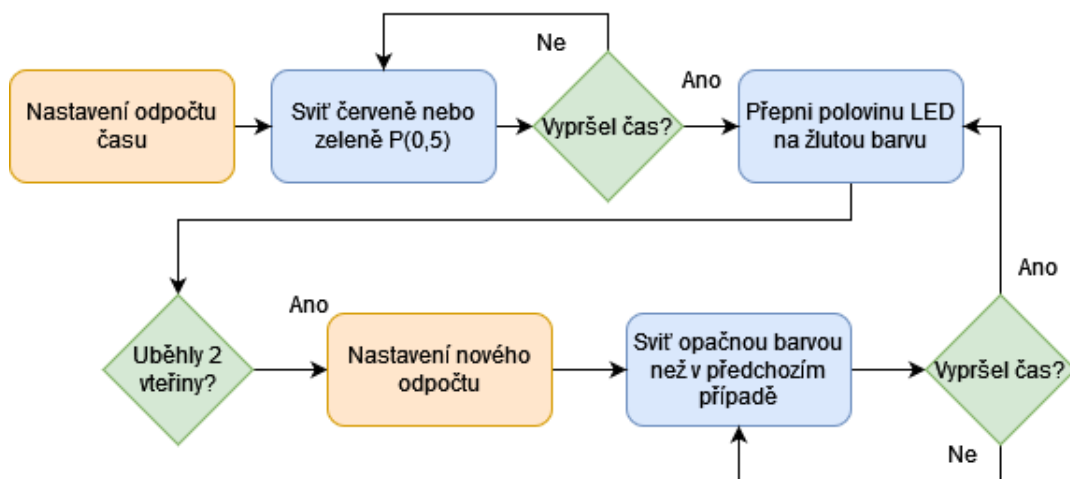 Ne
Nastavení odpočtu
času
Sviť červeně nebo
zeleně P(0,5)
Vypršel čas?
Ano
Přepni polovinu LED
na žlutou barvu
Uběhly 2
vteřiny?
Ano
Nastavení nového
odpočtu
Sviť opačnou barvou
než v předchozím
případě
Vypršel čas?
Ano
Ne